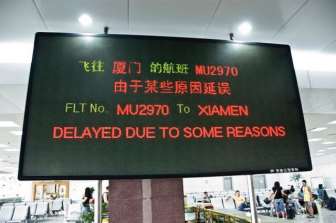 飞往 厦门 的航班 MU2970
由于某些原因延误
FLT No. MU2970 To XIAMEN
DELAYED DUE TO SOME REASONS